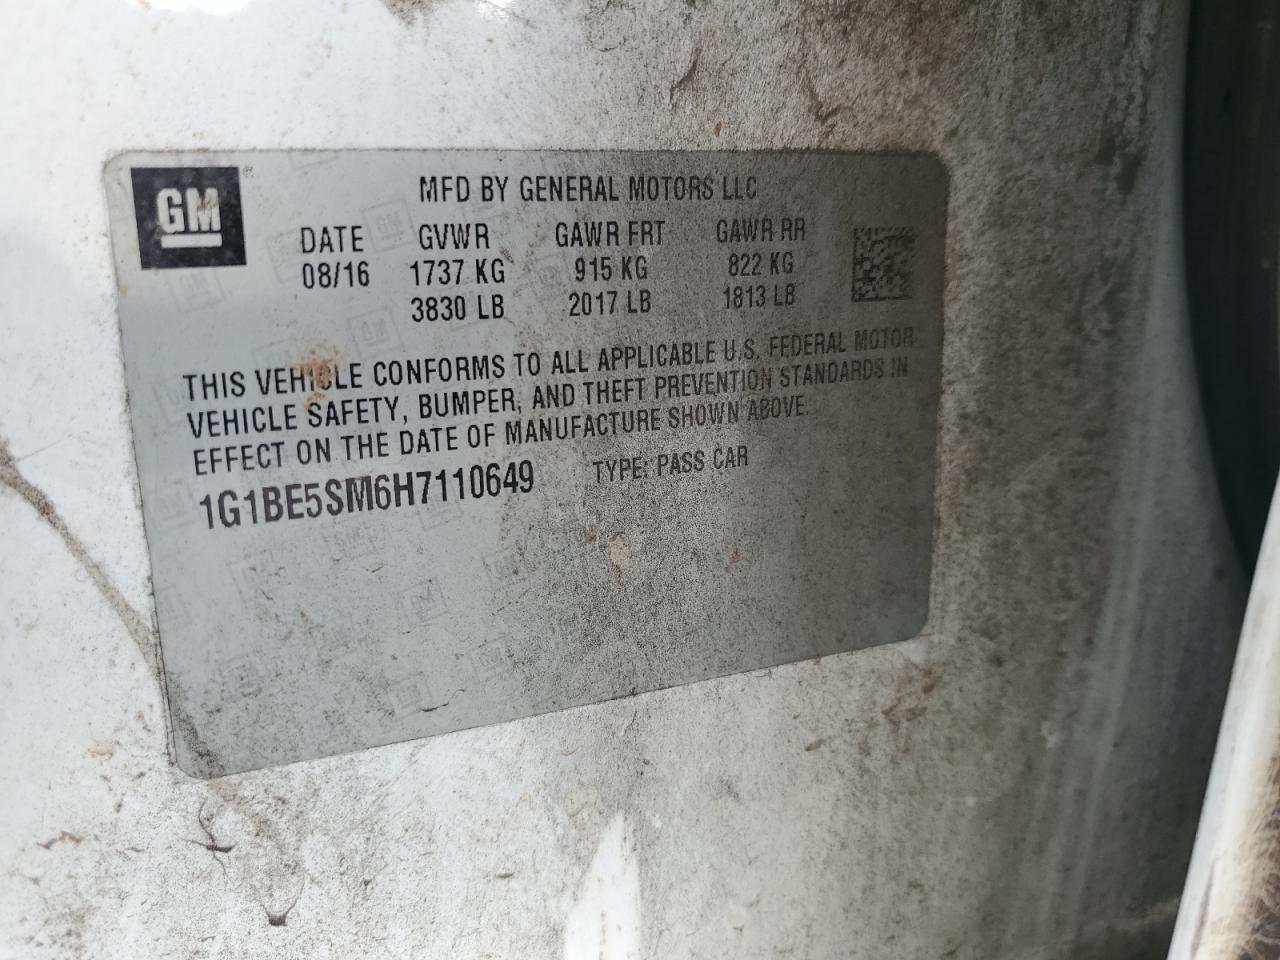 GM
MFD BY GENERAL MOTORS LLC
DATE GVWR GAWR FRT GAWR RR
08/16 1737 KG 915 KG 822 KG
3830 LB 2017 LB 1813 LB
THIS VEHICLE CONFORMS TO ALL APPLICABLE U.S. FEDERAL MOTOR
VEHICLE SAFETY, BUMPER, AND THEFT PREVENTION STANDARDS IN
EFFECT ON THE DATE OF MANUFACTURE SHOWN ABOVE.
1G1BE5SM6H7110649 TYPE: PASS CAR